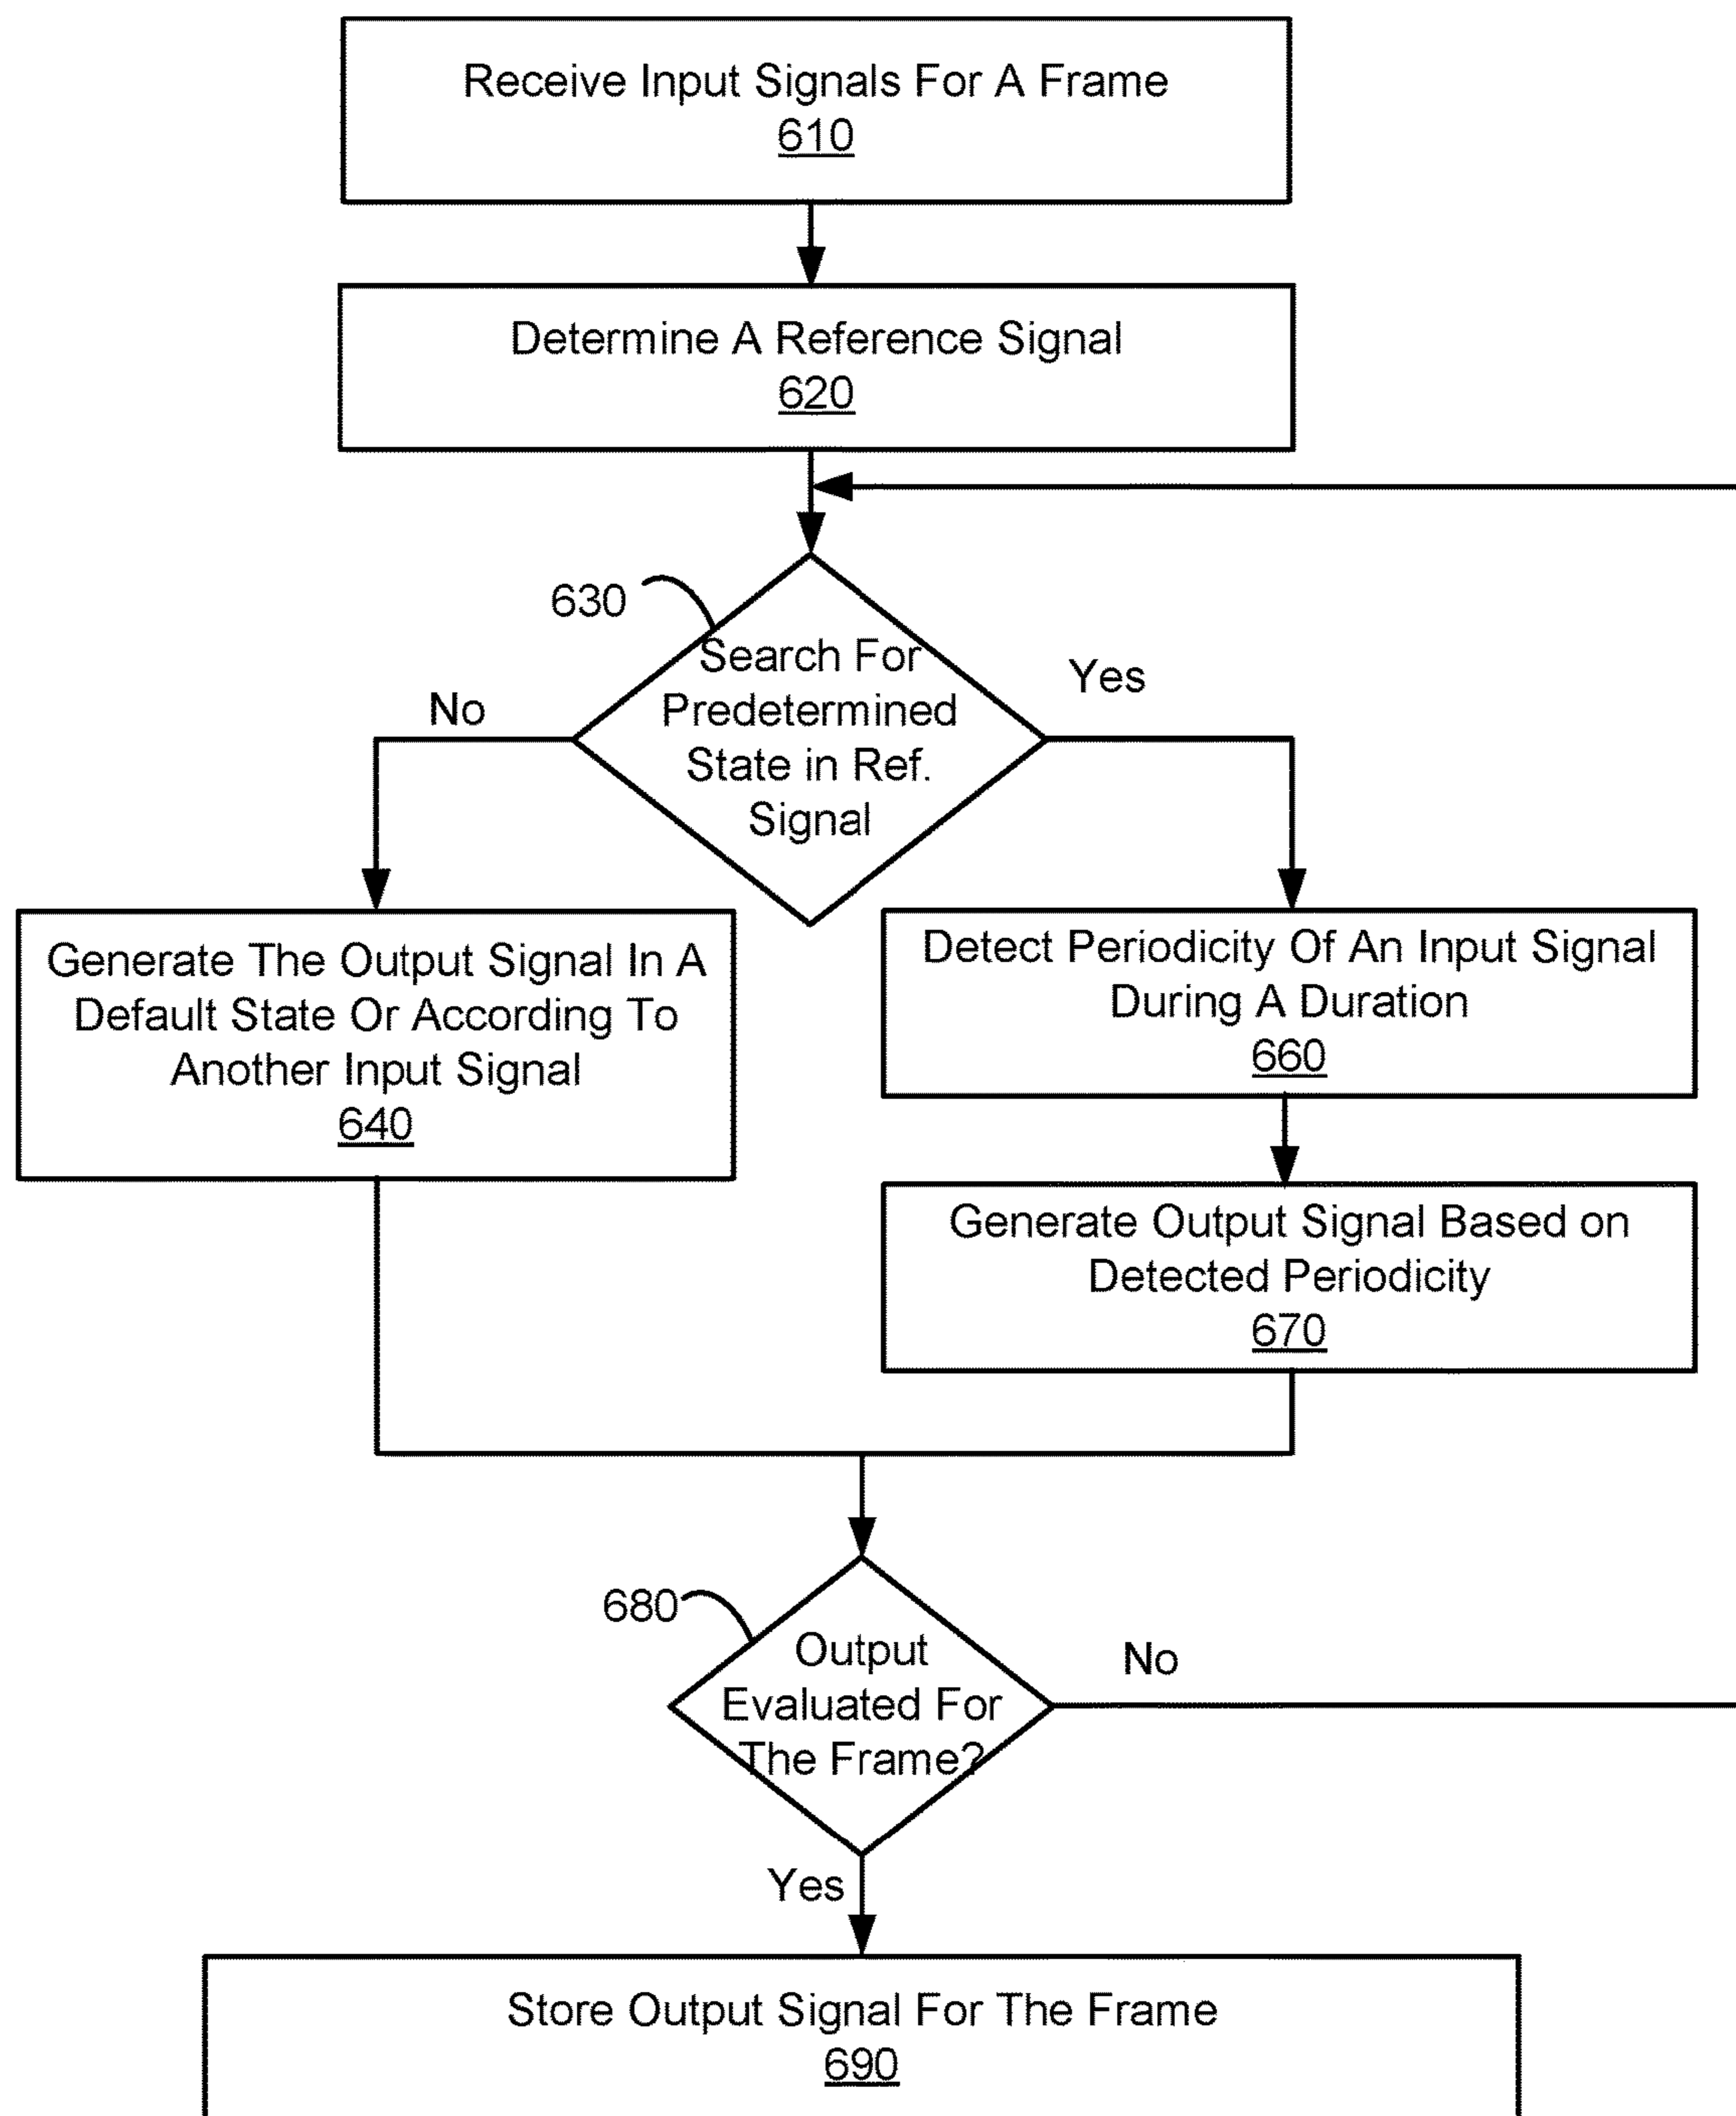 Receive Input Signals For A Frame
610
Determine A Reference Signal
620
630
Search For
Predetermined
State in Ref.
Signal
No
Yes
Generate The Output Signal In A
Default State Or According To
Another Input Signal
640
Detect Periodicity Of An Input Signal
During A Duration
660
Generate Output Signal Based on
Detected Periodicity
670
680
Output
Evaluated For
The Frame?
No
Yes
Store Output Signal For The Frame
690